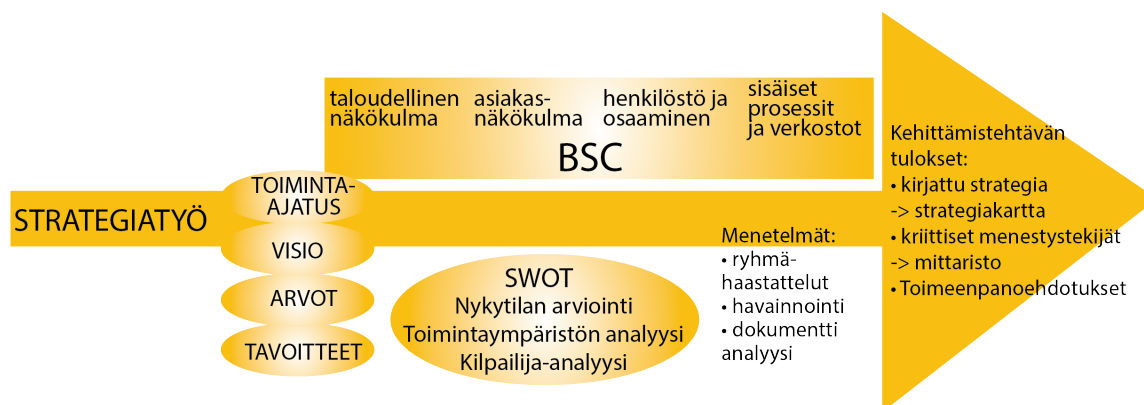 taloudellinen
näkökulma
asiakas-
näkökulma
henkilöstö ja
osaaminen
sisäiset
prosessit
ja verkostot
BSC
STRATEGIATYÖ
TOIMINTA-
AJATUS
VISIO
ARVOT
TAVOITTEET
SWOT
Nykytilan arviointi
Toimintaympäristön analyysi
Kilpailija-analyysi
Menetelmät:
• ryhmä-
haastattelut
• havainnointi
• dokumentti
analyysi
Kehittämistehtävän
tulokset:
• kirjattu strategia
-> strategiakartta
• kriittiset menestystekijät
-> mittaristo
• Toimeenpanoehdotukset